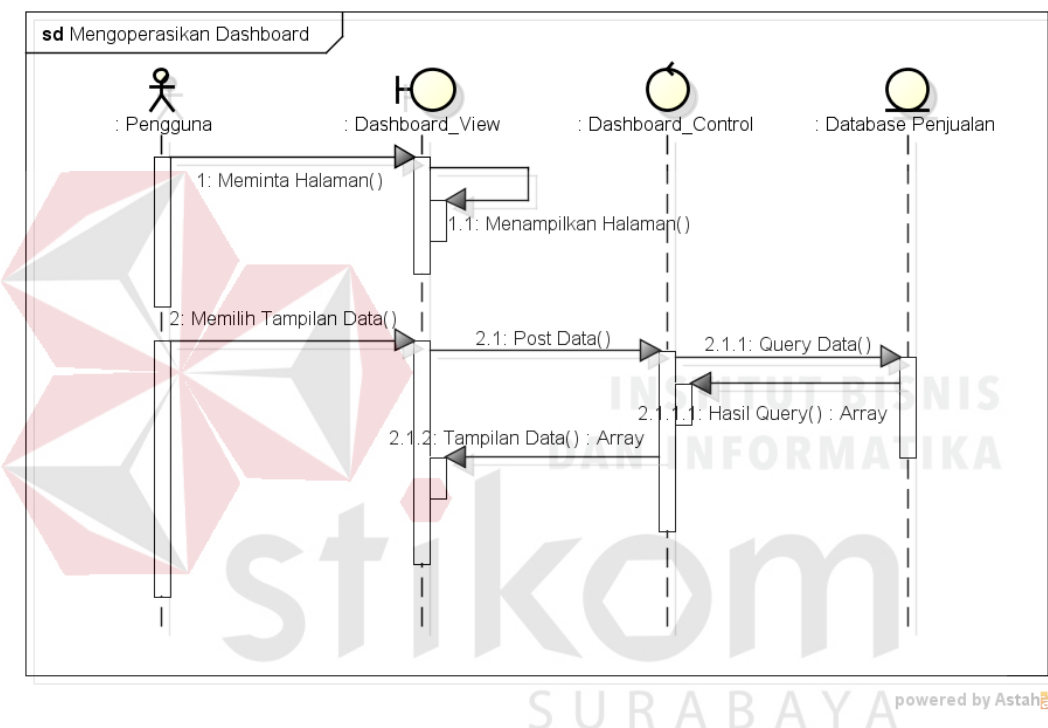 sd Mengoperasikan Dashboard
: Pengguna
: Dashboard_View
: Dashboard_Control
: Database Penjualan
1: Meminta Halaman()
1.1: Menampilkan Halaman()
2: Memilih Tampilan Data()
2.1: Post Data()
2.1.1: Query Data()
2.1.1.1: Hasil Query() : Array
2.1.2: Tampilan Data() : Array
INSTITUT BISNIS
DAN INFORMATIKA
stikom
SURABAYA
powered by Astah